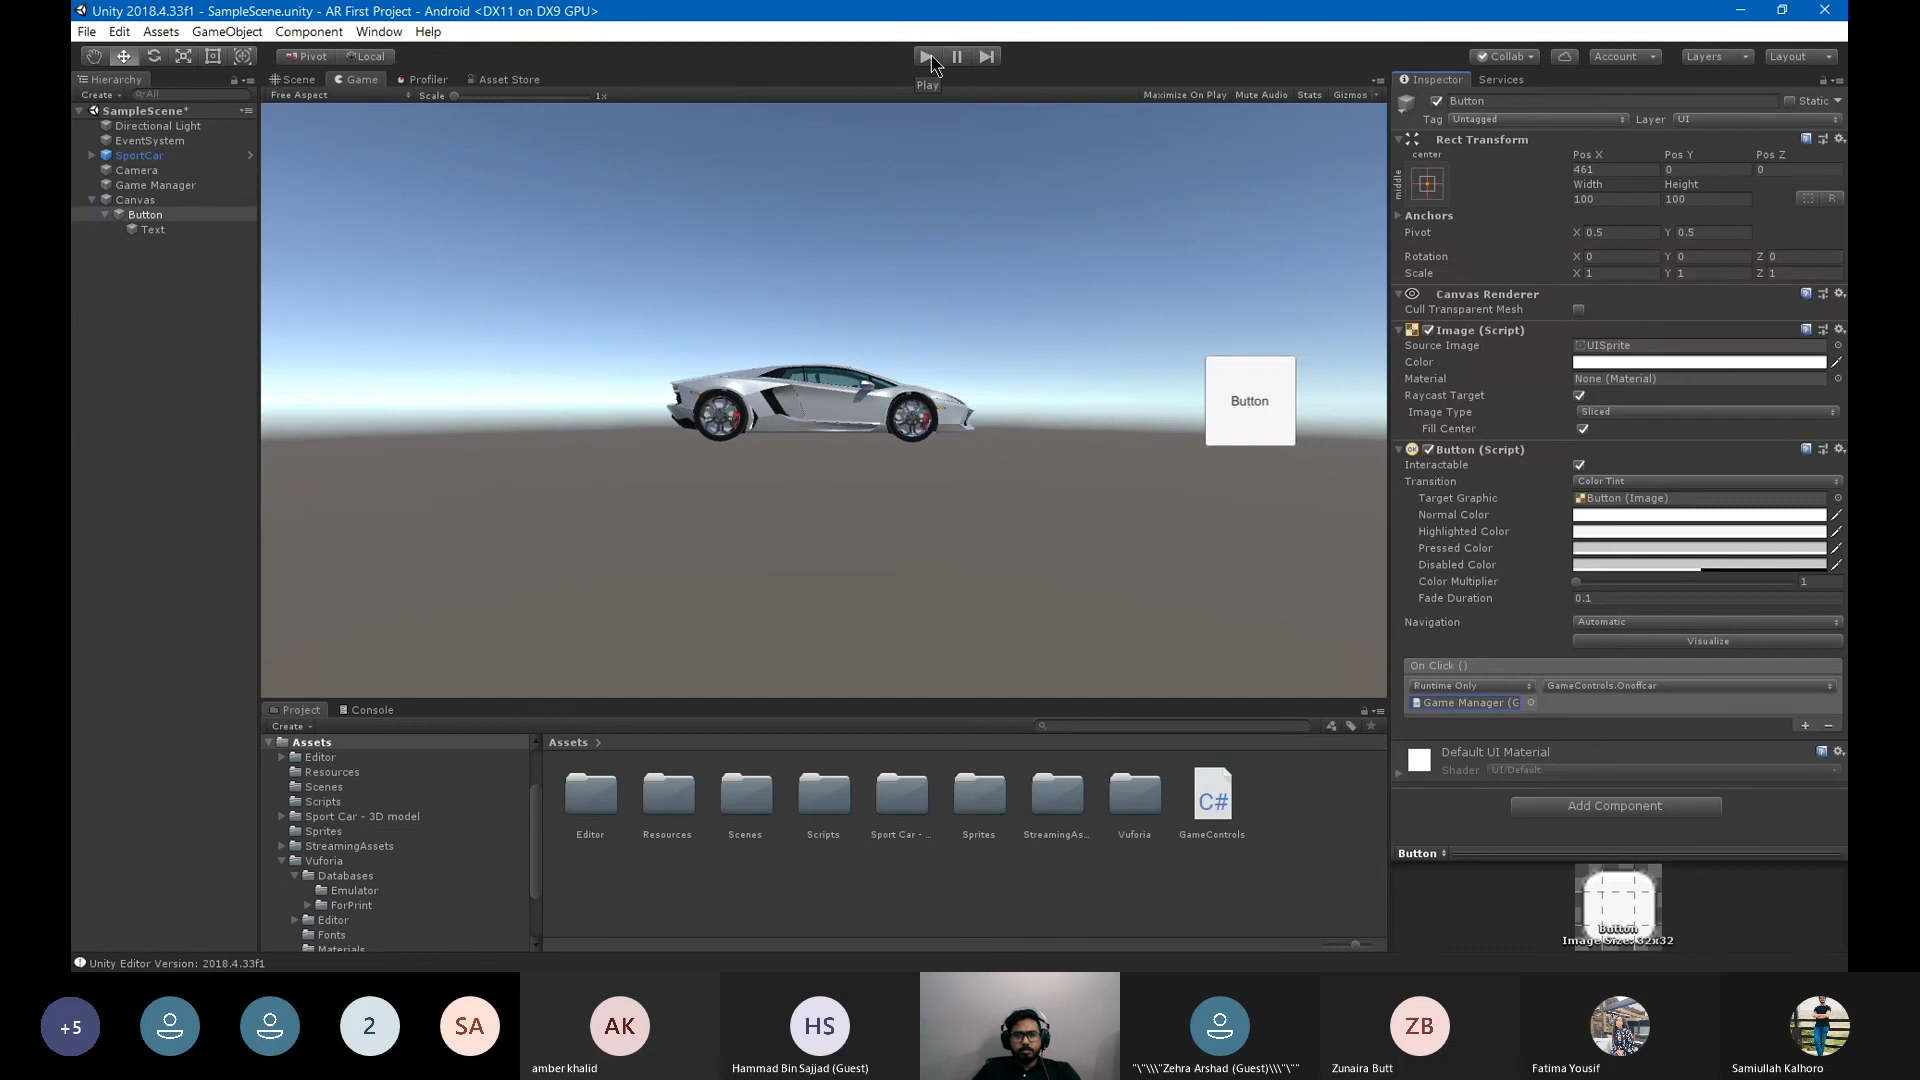 Unity 2018.4.33f1 - SampleScene.unity - AR First Project - Android <DX11 on DX9 GPU>
File Edit Assets GameObject Component Window Help
Pivot Local Collab Account Layers Layout
Play
Hierarchy
Create All
SampleScene*
Directional Light
EventSystem
SportCar
Camera
Game Manager
Canvas
Button
Text
Scene Game Profiler Asset Store
Free Aspect Scale 1x Maximize On Play Mute Audio Stats Gizmos
Button
Inspector Services
Button Static
Tag Untagged Layer UI
Rect Transform
center
middle
Pos X Pos Y Pos Z
461 0 0
Width Height
100 100
R
Anchors
Pivot X 0.5 Y 0.5
Rotation X 0 Y 0 Z 0
Scale X 1 Y 1 Z 1
Canvas Renderer
Cull Transparent Mesh
Image (Script)
Source Image UISprite
Color
Material None (Material)
Raycast Target
Image Type Sliced
Fill Center
Button (Script)
Interactable
Transition Color Tint
Target Graphic Button (Image)
Normal Color
Highlighted Color
Pressed Color
Disabled Color
Color Multiplier 1
Fade Duration 0.1
Navigation Automatic
Visualize
On Click ()
Runtime Only GameControls.Onoffcar
Game Manager (G
Default UI Material
Shader UI/Default
Add Component
Button
Button
Image Size: 32x32
Project Console
Create
Assets
Editor
Resources
Scenes
Scripts
Sport Car - 3D model
Sprites
StreamingAssets
Vuforia
Databases
Emulator
ForPrint
Editor
Fonts
Materials
Assets
Editor Resources Scenes Scripts Sport Car - ... Sprites StreamingAs... Vuforia GameControls
C#
Unity Editor Version: 2018.4.33f1
+5 2 SA AK HS ZB
amber khalid Hammad Bin Sajjad (Guest) "\"\\\"Zehra Arshad (Guest)\\\"\"" Zunaira Butt Fatima Yousif Samiullah Kalhoro